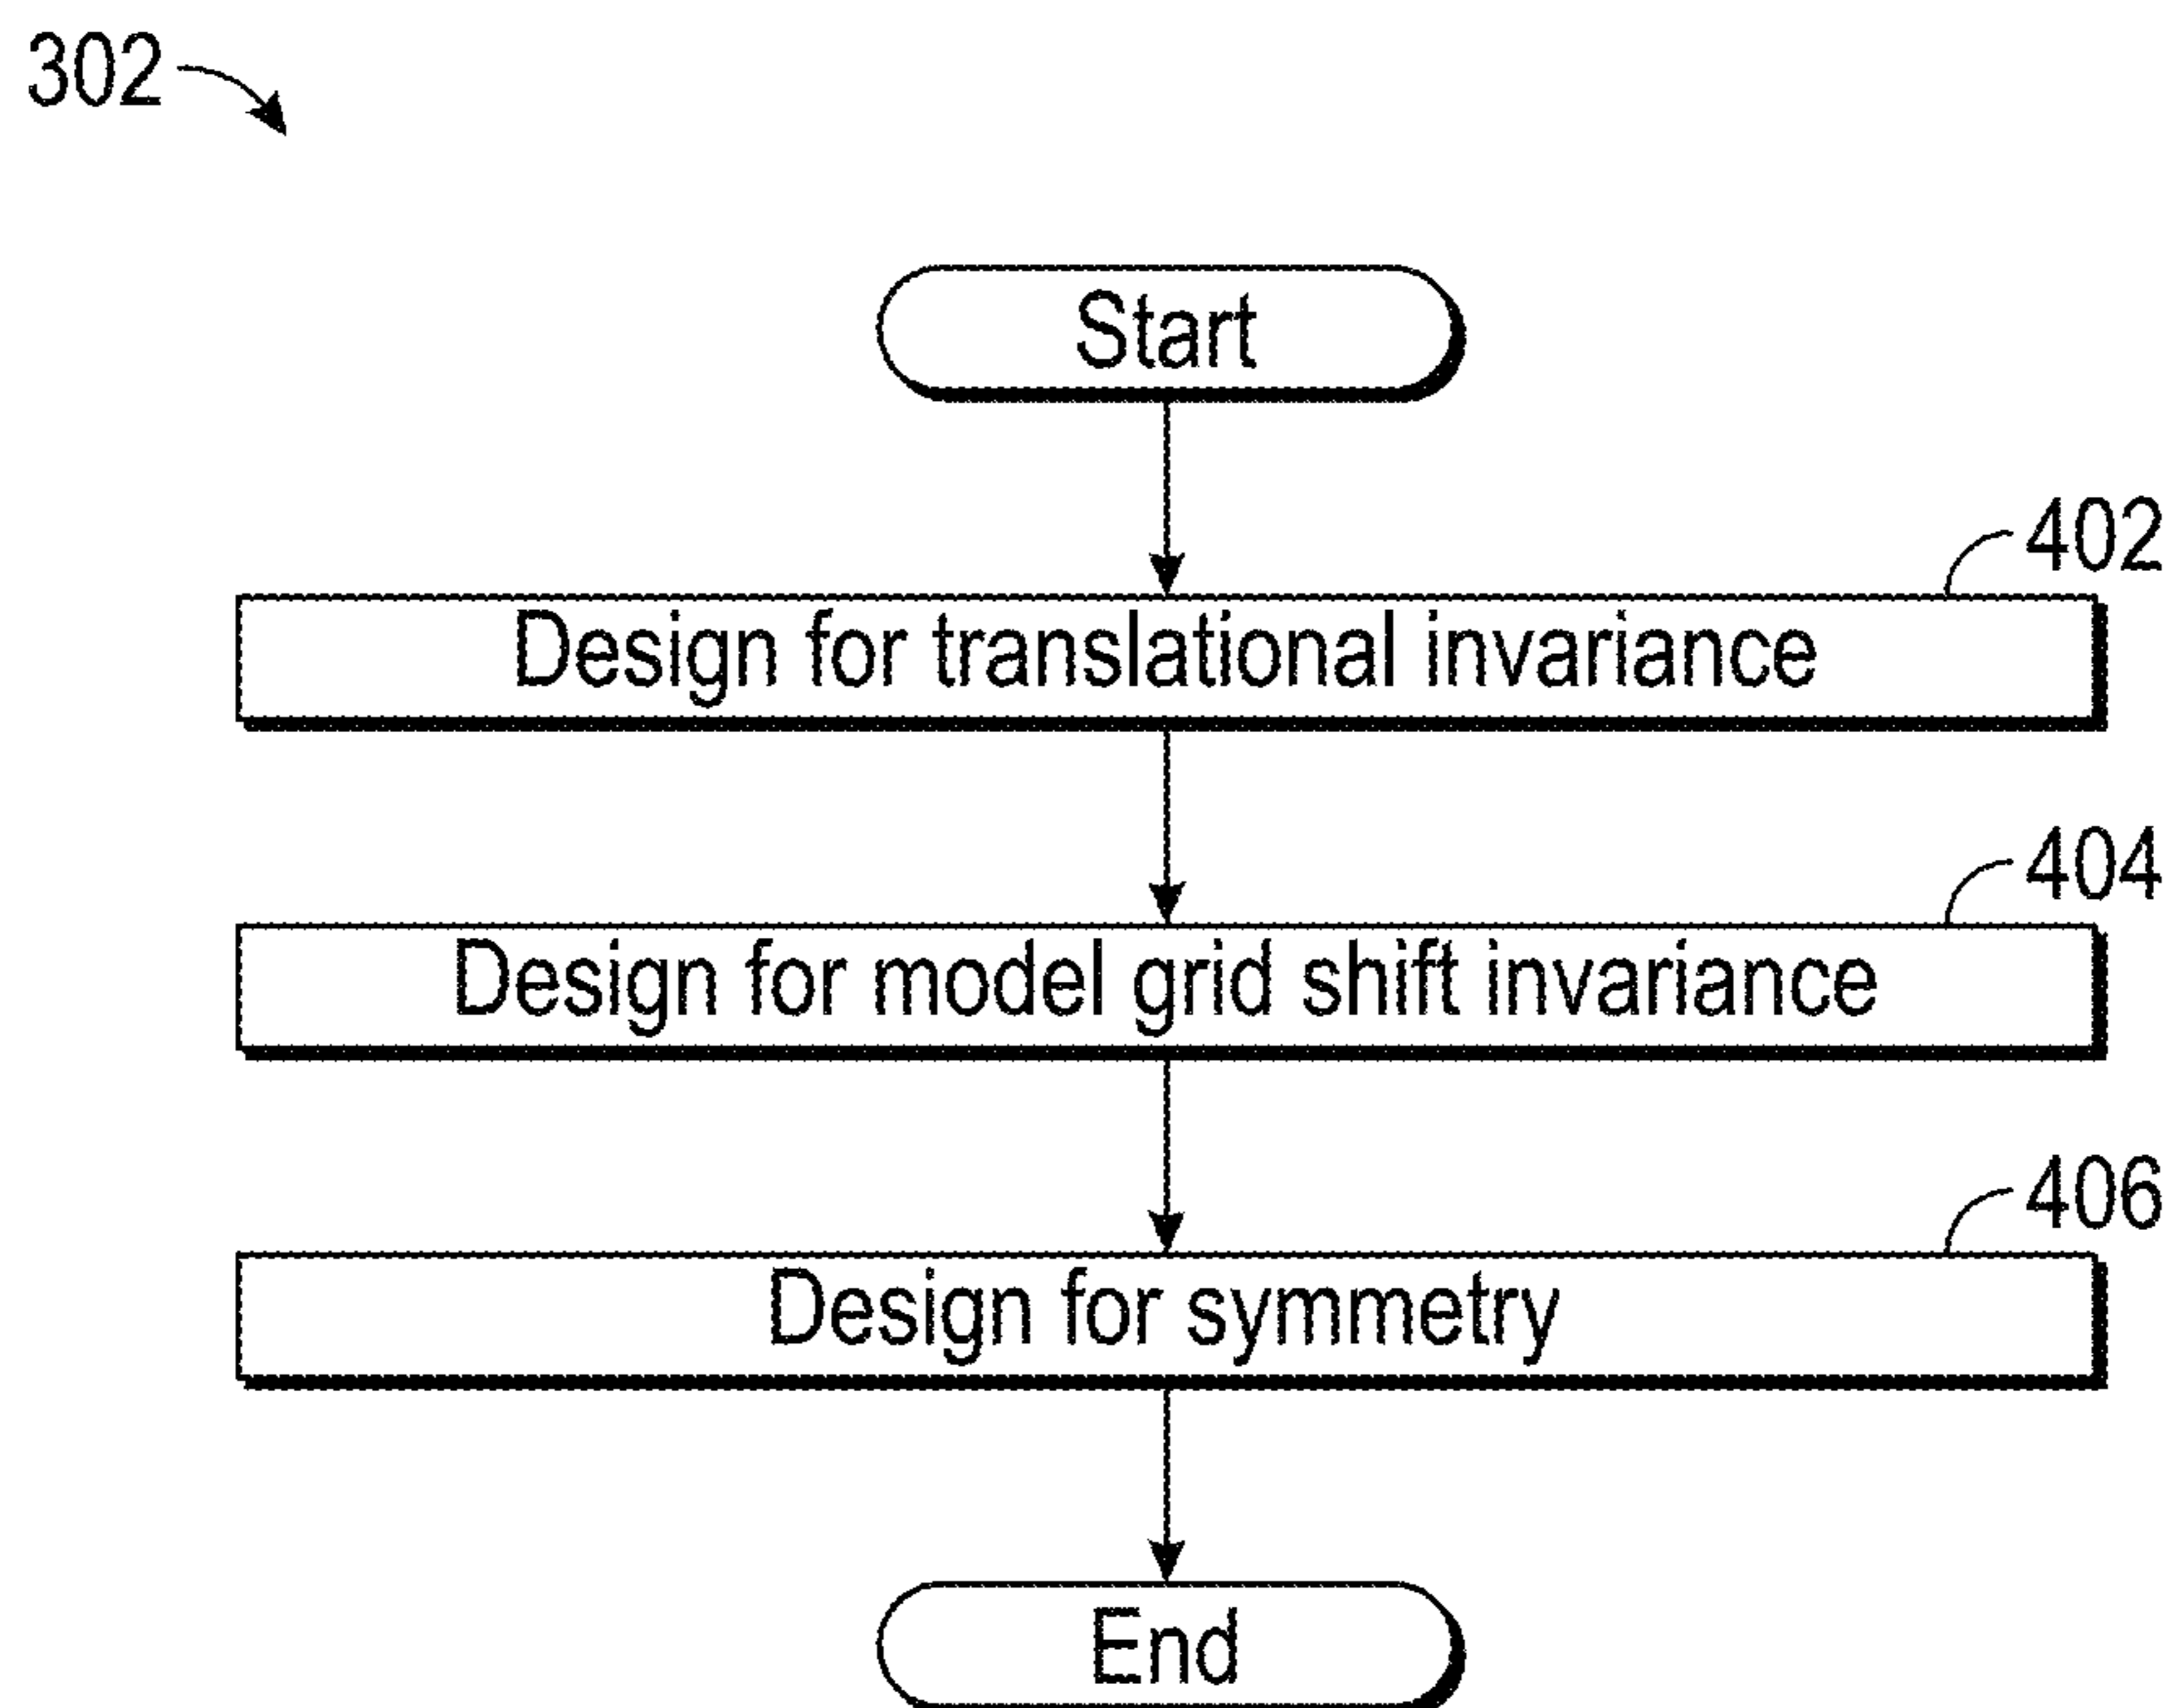 302
Start
402
Design for translational invariance
404
Design for model grid shift invariance
406
Design for symmetry
End